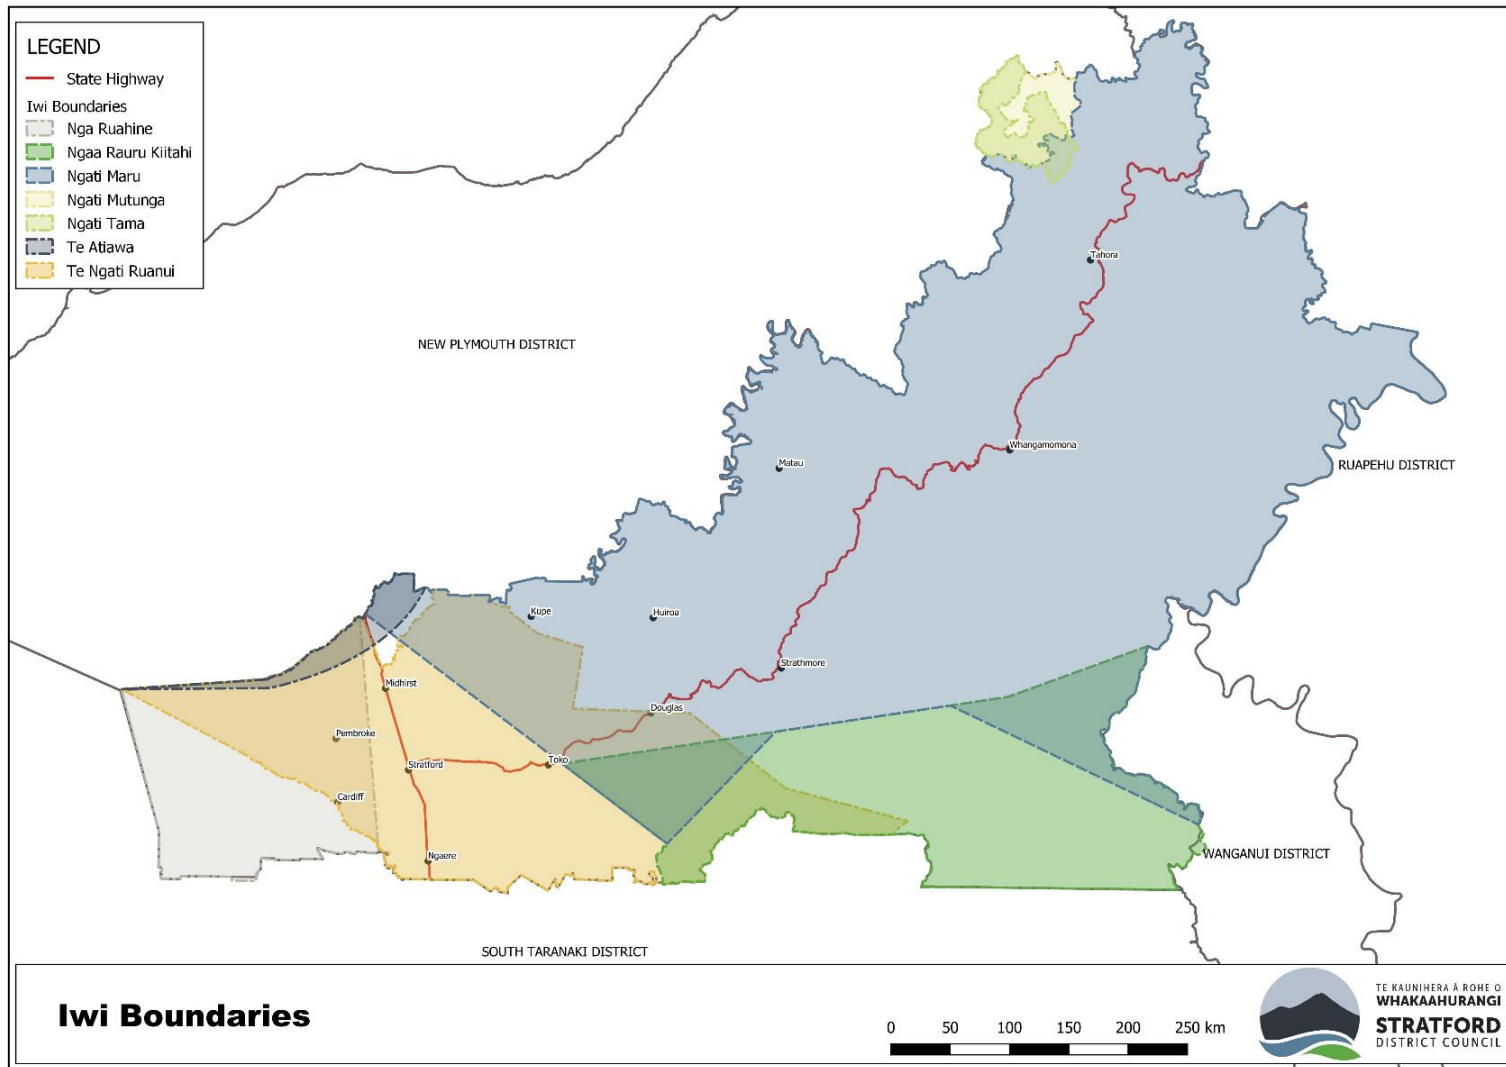 LEGEND
State Highway
Iwi Boundaries
Nga Ruahine
Ngaa Rauru Kiitahi
Ngati Maru
Ngati Mutunga
Ngati Tama
Te Atiawa
Te Ngati Ruanui
Tahora
NEW PLYMOUTH DISTRICT
Whangamomona
Matau
RUAPEHU DISTRICT
Kupe
Huiroa
Strathmore
Midhirst
Douglas
Pembroke
Stratford
Toko
Cardiff
Ngaere
WANGANUI DISTRICT
SOUTH TARANAKI DISTRICT
Iwi Boundaries
0 50 100 150 200 250 km
TE KAUNIHERA Ā ROHE O
WHAKAAHURANGI
STRATFORD
DISTRICT COUNCIL